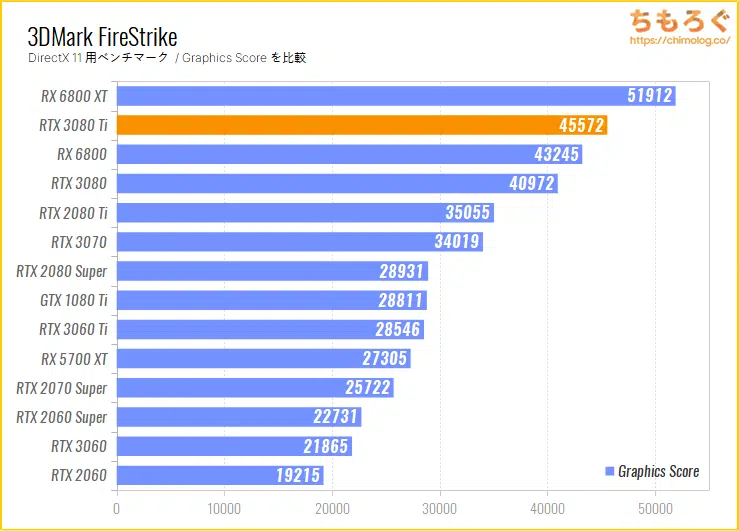 ちもろぐ
https://chimolog.co/
3DMark FireStrike
DirectX 11 用ベンチマーク / Graphics Score を比較
RX 6800 XT 51912
RTX 3080 Ti 45572
RX 6800 43245
RTX 3080 40972
RTX 2080 Ti 35055
RTX 3070 34019
RTX 2080 Super 28931
GTX 1080 Ti 28811
RTX 3060 Ti 28546
RX 5700 XT 27305
RTX 2070 Super 25722
RTX 2060 Super 22731
RTX 3060 21865
RTX 2060 19215
Graphics Score
0 10000 20000 30000 40000 50000